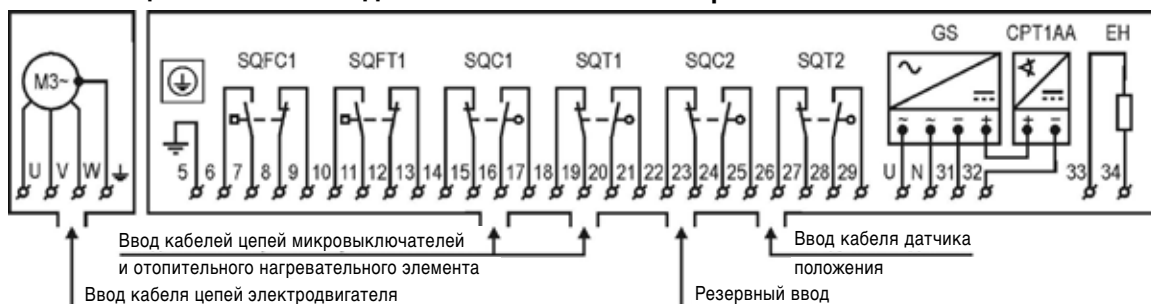 GS CPT1AA EH
SQFC1 SQFT1 SQC1 SQT1 SQC2 SQT2
M3~
~ ~ − + + −
U V W 5 6 7 8 9 10 11 12 13 14 15 16 17 18 19 20 21 22 23 24 25 26 27 28 29 U N 31 32 33 34
Ввод кабелей цепей микровыключателей
и отопительного нагревательного элемента
Ввод кабеля датчика
положения
Ввод кабеля цепей электродвигателя
Резервный ввод